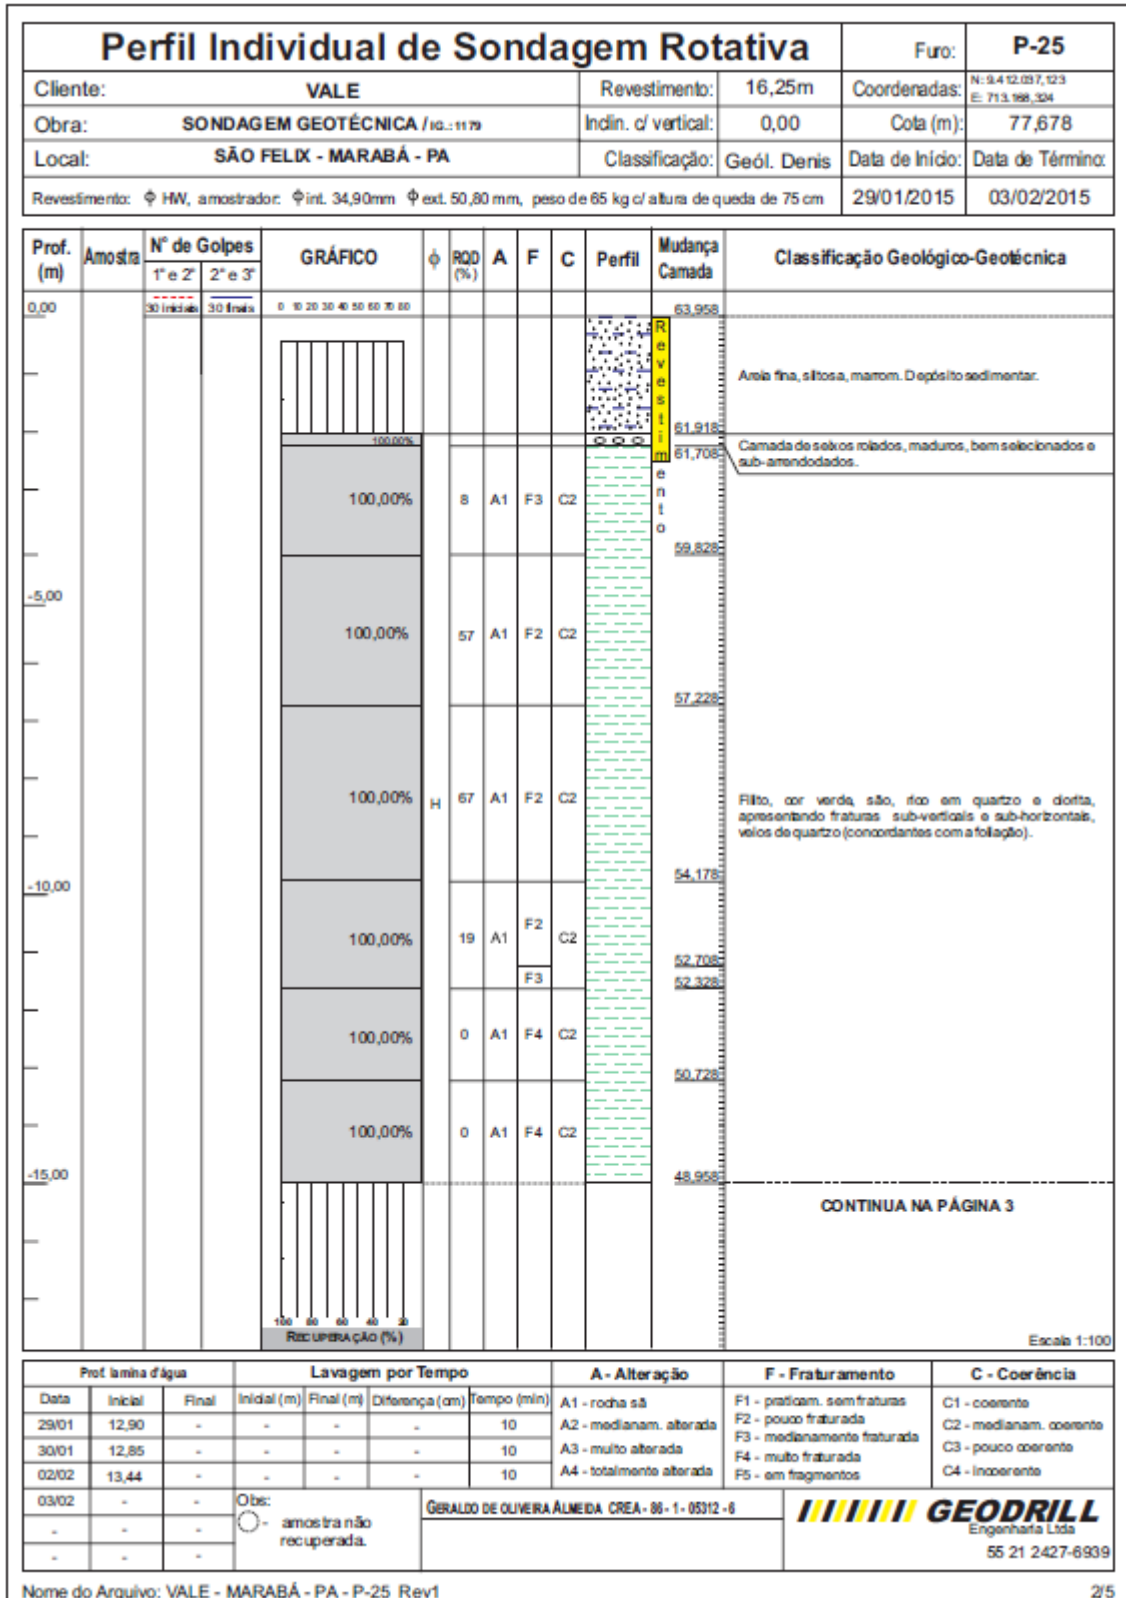 Perfil Individual de Sondagem Rotativa
Furo: P-25
Cliente: VALE
Revestimento: 16,25m
Coordenadas: N: 9.412.037,123
E: 713.168,324
Obra: SONDAGEM GEOTÉCNICA / IG.: 1179
Inclin. c/ vertical: 0,00
Cota (m): 77,678
Local: SÃO FELIX - MARABÁ - PA
Classificação: Geól. Denis
Data de Início: Data de Término:
Revestimento: ϕ HW, amostrador: ϕ int. 34,90mm ϕ ext. 50,80 mm, peso de 65 kg c/ altura de queda de 75 cm
29/01/2015 03/02/2015
Prof. (m) Amostra N° de Golpes GRÁFICO ϕ RQD (%) A F C Perfil Mudança Camada Classificação Geológico-Geotécnica
1° e 2° 2° e 3°
30 iniciais 30 finais 0 10 20 30 40 50 60 70 80
0,00 63,958
Revestimento
Areia fina, siltosa, marrom. Depósito sedimentar.
61,918
100,00%
Camada de seixos rolados, maduros, bem selecionados e
sub-arrendodados.
61,708
100,00% 8 A1 F3 C2
59,828
-5,00
100,00% 57 A1 F2 C2
57,228
100,00% H 67 A1 F2 C2
Filito, cor verde, são, rico em quartzo e clorita,
apresentando fraturas sub-verticais e sub-horizontais,
veios de quartzo (concordantes com a foliação).
54,178
-10,00
100,00% 19 A1 F2 C2
52,708
F3
52,328
100,00% 0 A1 F4 C2
50,728
100,00% 0 A1 F4 C2
-15,00 48,958
CONTINUA NA PÁGINA 3
100 80 60 40 20
RECUPERAÇÃO (%)
Escala 1:100
Prof. lamina d'água Lavagem por Tempo A - Alteração F - Fraturamento C - Coerência
Data Inicial Final Inicial (m) Final (m) Diferença (cm) Tempo (min)
29/01 12,90 - - - - 10
30/01 12,85 - - - - 10
02/02 13,44 - - - - 10
03/02 - -
- - -
- - -
A1 - rocha sã
A2 - medianam. alterada
A3 - muito alterada
A4 - totalmente alterada
F1 - praticam. sem fraturas
F2 - pouco fraturada
F3 - medianamente fraturada
F4 - muito fraturada
F5 - em fragmentos
C1 - coerente
C2 - medianam. coerente
C3 - pouco coerente
C4 - incoerente
Obs:
- amostra não
recuperada.
GERALDO DE OLIVEIRA ALMEIDA CREA - 86 - 1 - 05312 - 6
GEODRILL
Engenharia Ltda
55 21 2427-6939
Nome do Arquivo: VALE - MARABÁ - PA - P-25 Rev1
2/5